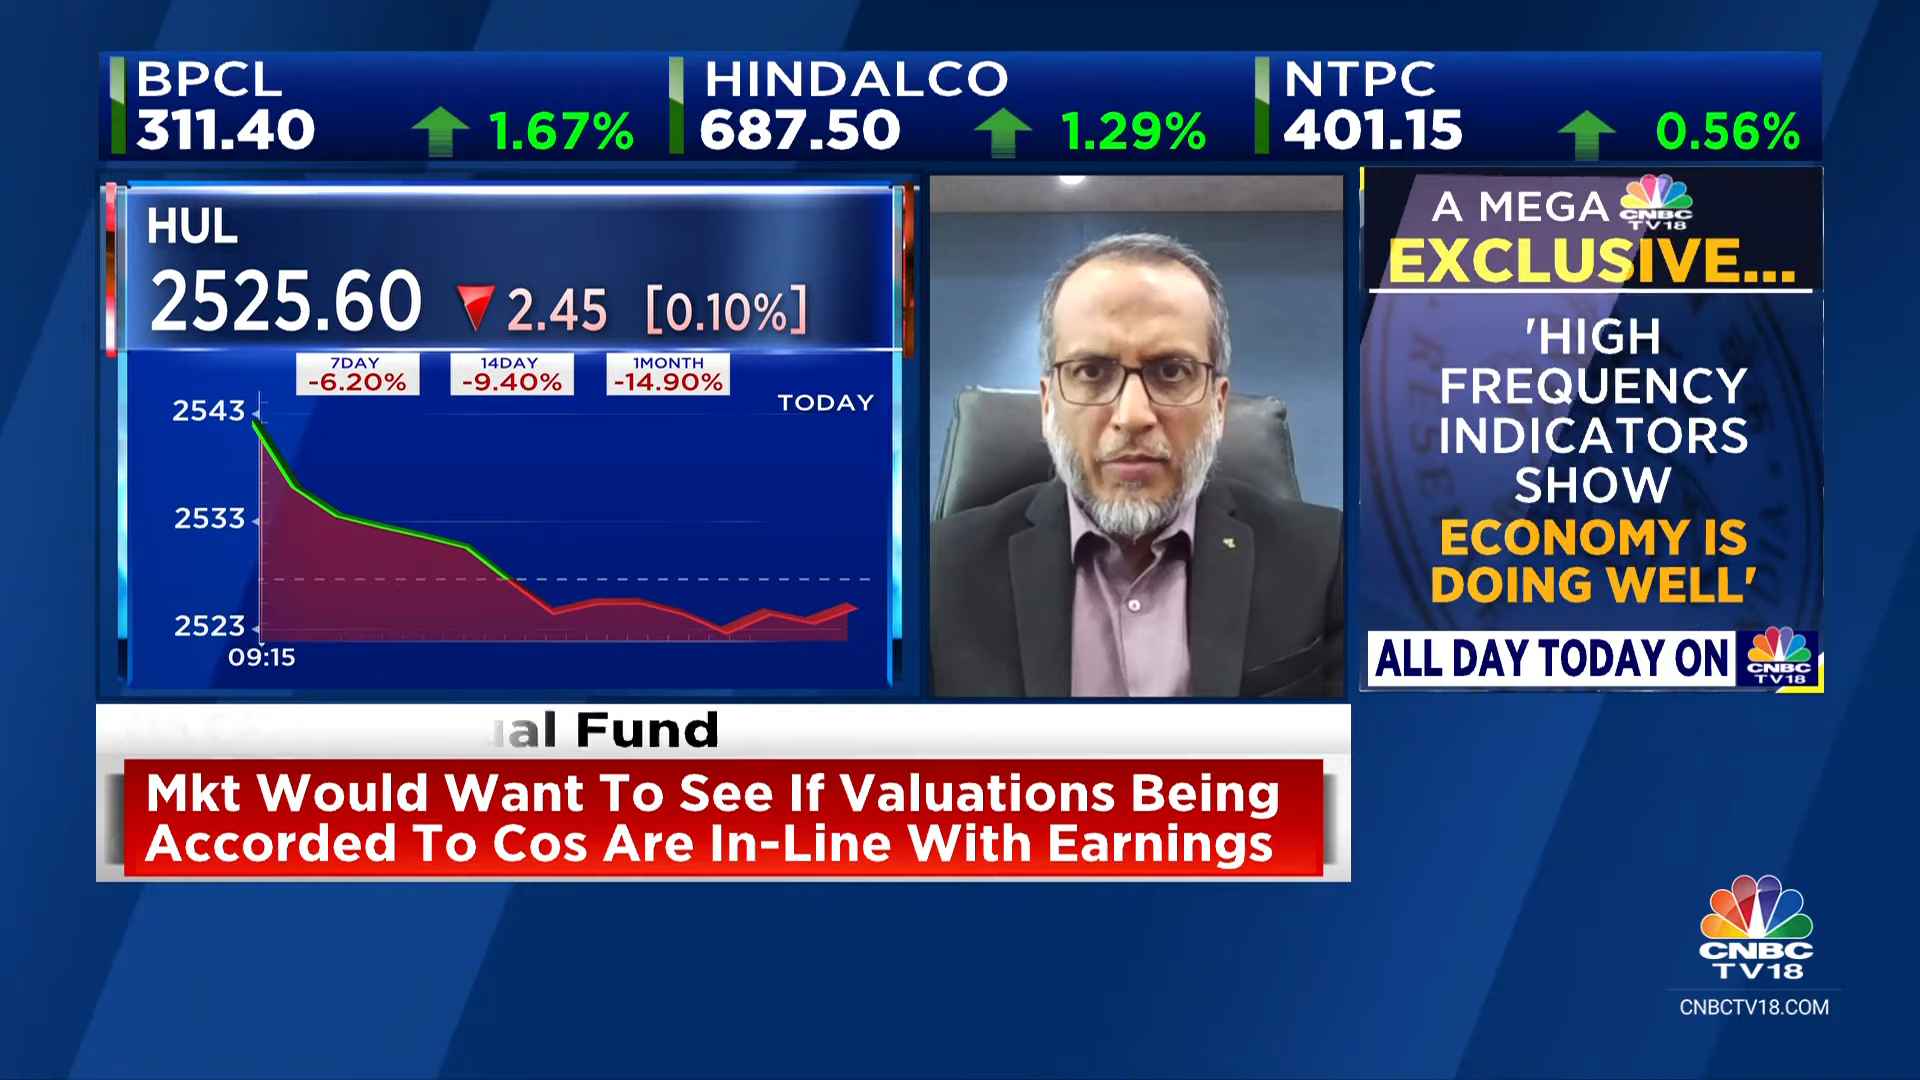 BPCL
311.40 1.67%
HINDALCO
687.50 1.29%
NTPC
401.15 0.56%
HUL
2525.60 2.45 [0.10%]
7DAY
-6.20%
14DAY
-9.40%
1MONTH
-14.90%
TODAY
2543
2533
2523
09:15
A MEGA CNBC TV18
EXCLUSIVE...
'HIGH
FREQUENCY
INDICATORS
SHOW
ECONOMY IS
DOING WELL'
ALL DAY TODAY ON CNBC TV18
Fund
Mkt Would Want To See If Valuations Being
Accorded To Cos Are In-Line With Earnings
CNBC
TV18
CNBCTV18.COM